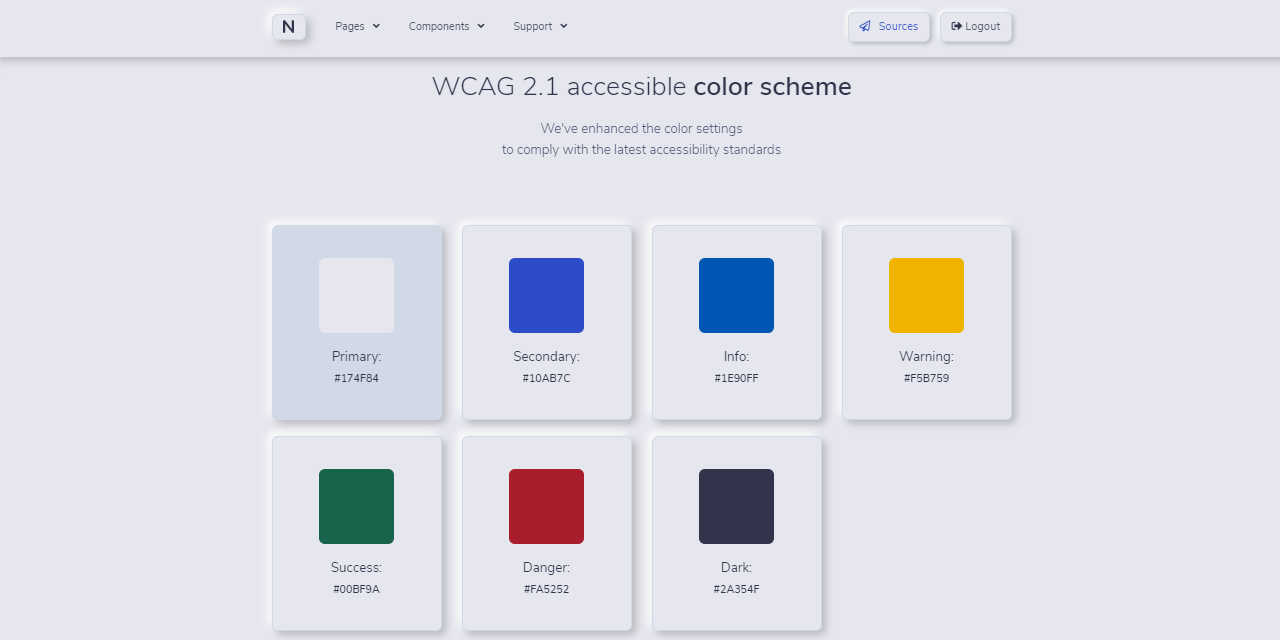 N
Pages
Components
Support
Sources
Logout
WCAG 2.1 accessible color scheme
We've enhanced the color settings
to comply with the latest accessibility standards
Primary:
#174F84
Secondary:
#10AB7C
Info:
#1E90FF
Warning:
#F5B759
Success:
#00BF9A
Danger:
#FA5252
Dark:
#2A354F